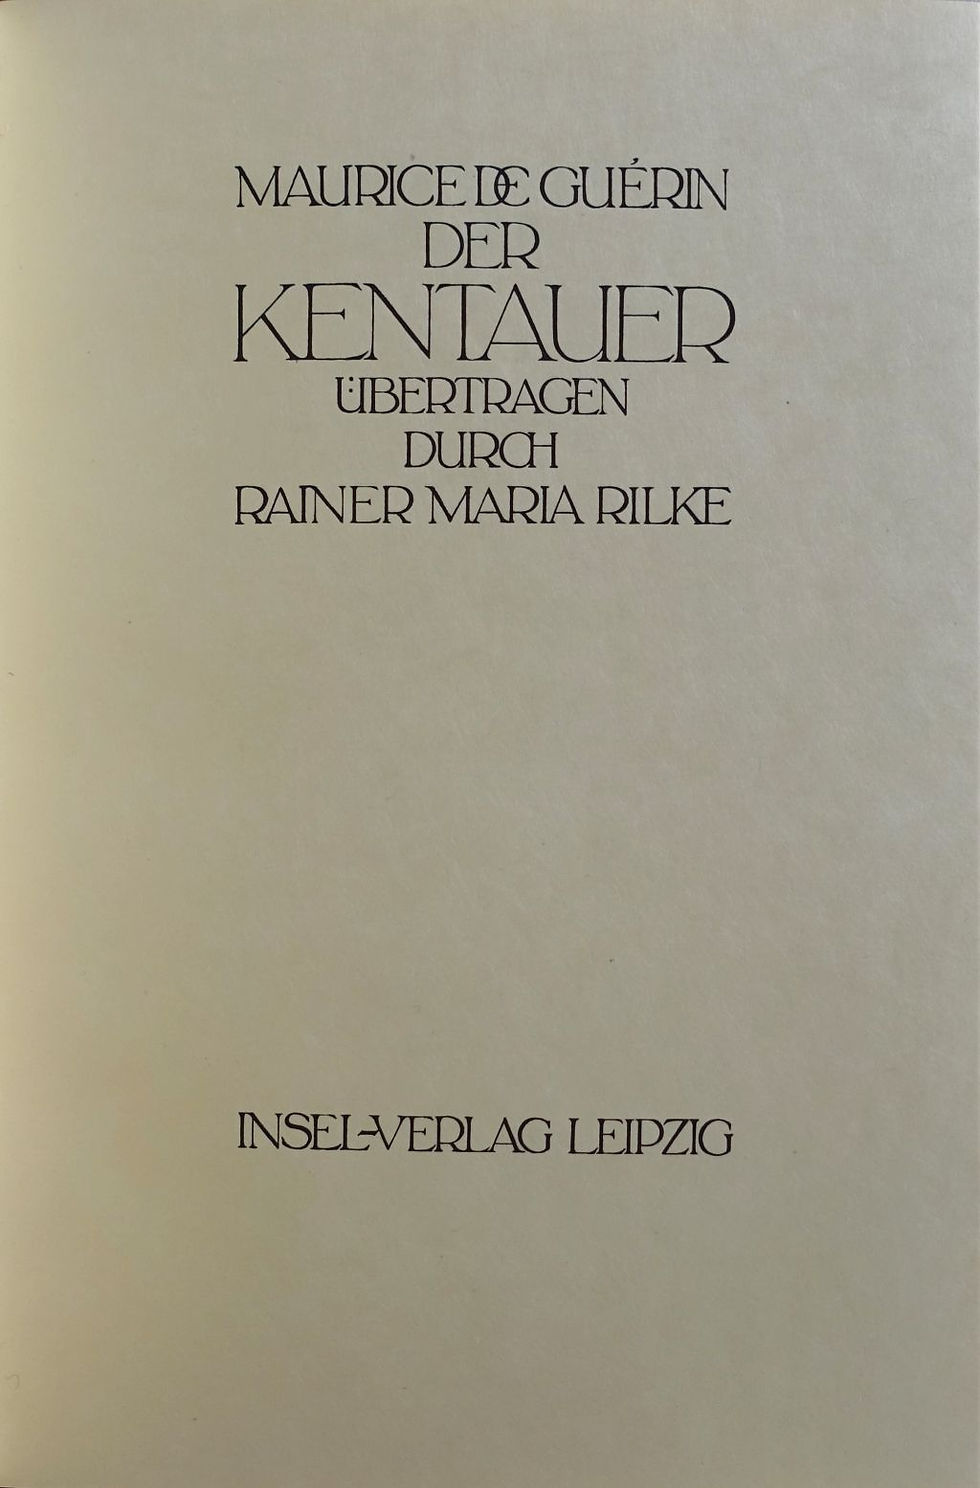 MAURICE DE GUÉRIN
DER
KENTAUER
ÜBERTRAGEN
DURCH
RAINER MARIA RILKE
INSEL-VERLAG LEIPZIG